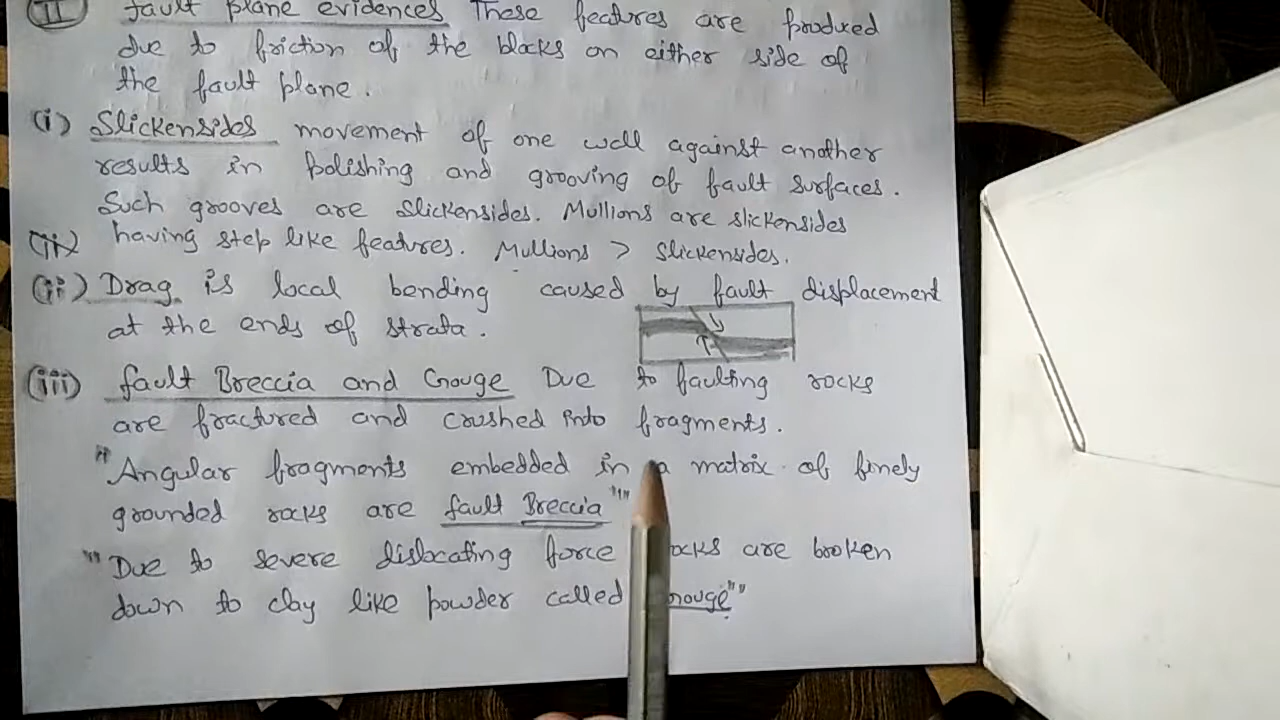 II fault plane evidences These features are produced
due to friction of the blocks on either side of
the fault plane.
(i) Slickensides movement of one wall against another
results in polishing and grooving of fault surfaces.
Such grooves are slickensides. Mullions are slickensides
having step like features. Mullions > slickensides.
(ii) Drag is local bending caused by fault displacement
at the ends of strata.
(iii) fault Breccia and Gouge Due to faulting rocks
are fractured and crushed into fragments.
"Angular fragments embedded in a matrix of finely
grounded rocks are fault Breccia"
"Due to severe dislocating force ocks are broken
down to clay like powder called ouge"